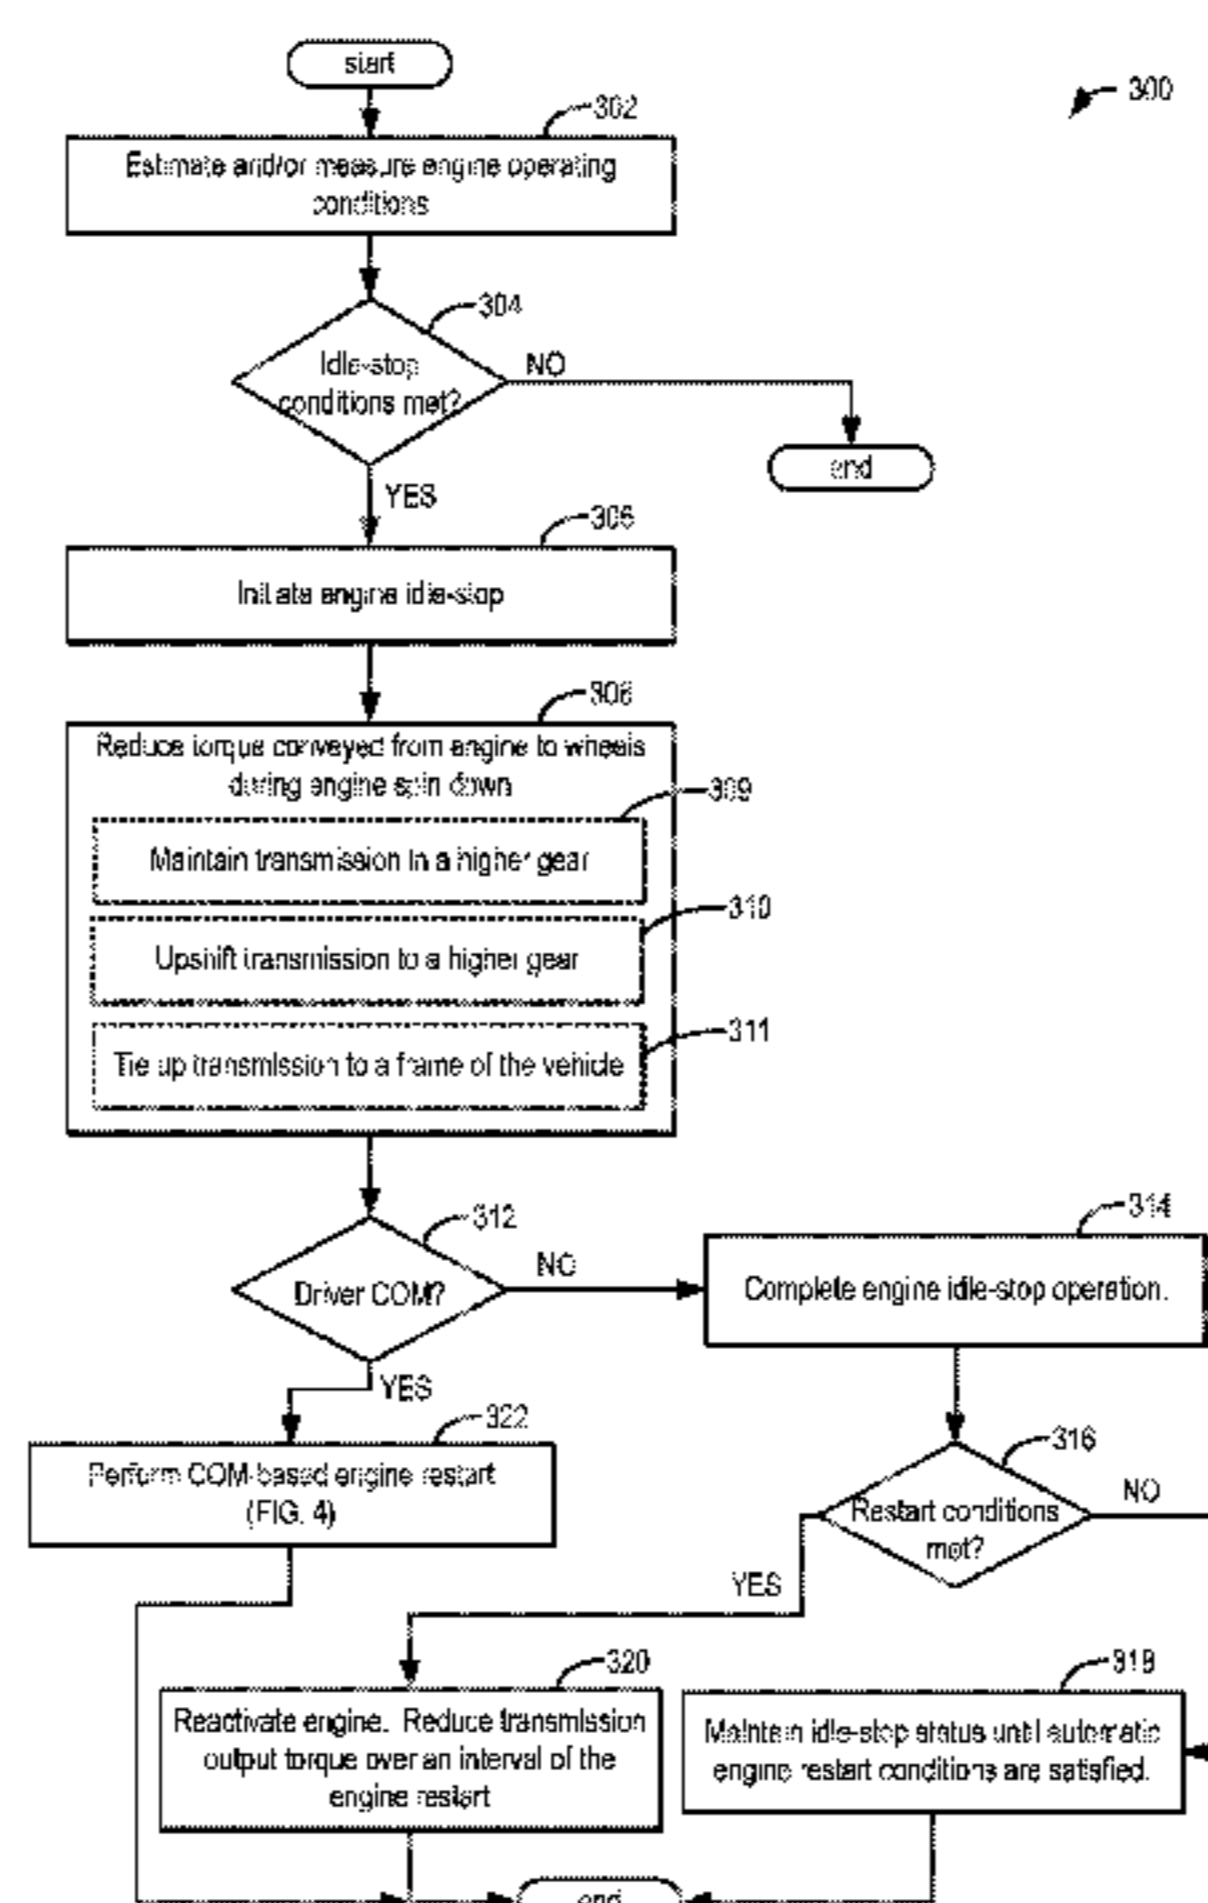 start
300
302
Estimate and/or measure engine operating
conditions
304
Idle-stop
conditions met?
NO
end
YES
306
Initiate engine idle-stop
308
Reduce torque conveyed from engine to wheels
during engine spin down
309
Maintain transmission in a higher gear
310
Upshift transmission to a higher gear
311
Tie up transmission to a frame of the vehicle
312
Driver COM?
NO
314
Complete engine idle-stop operation.
YES
322
Perform COM-based engine restart
(FIG. 4)
316
Restart conditions
met?
NO
YES
320
Reactivate engine. Reduce transmission
output torque over an interval of the
engine restart
318
Maintain idle-stop status until automatic
engine restart conditions are satisfied.
end